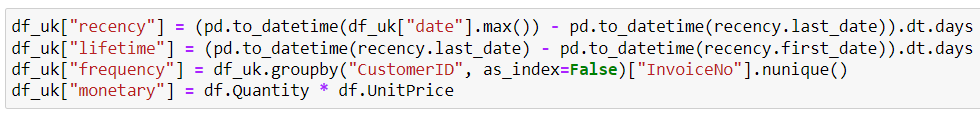 df_uk["recency"] = (pd.to_datetime(df_uk["date"].max()) - pd.to_datetime(recency.last_date)).dt.days
df_uk["lifetime"] = (pd.to_datetime(recency.last_date) - pd.to_datetime(recency.first_date)).dt.days
df_uk["frequency"] = df_uk.groupby("CustomerID", as_index=False)["InvoiceNo"].nunique()
df_uk["monetary"] = df.Quantity * df.UnitPrice